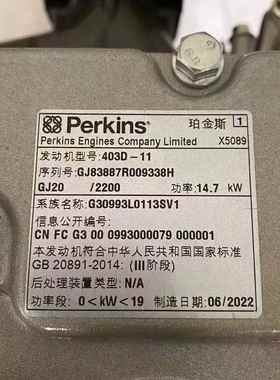 Perkins 珀金斯 1
Perkins Engines Company Limited X5089
发动机型号:403D-11
序列号:GJ83887R009338H
GJ20 /2200 功率:14.7 kW
系族名称:G30993L0113SV1
信息公开编号:
CN FC G3 00 0993000079 000001
本发动机符合中华人民共和国国家标准
GB 20891-2014: (III阶段)
后处理装置类型: N/A
功率段: 0<kW<19 制造日期:06/2022